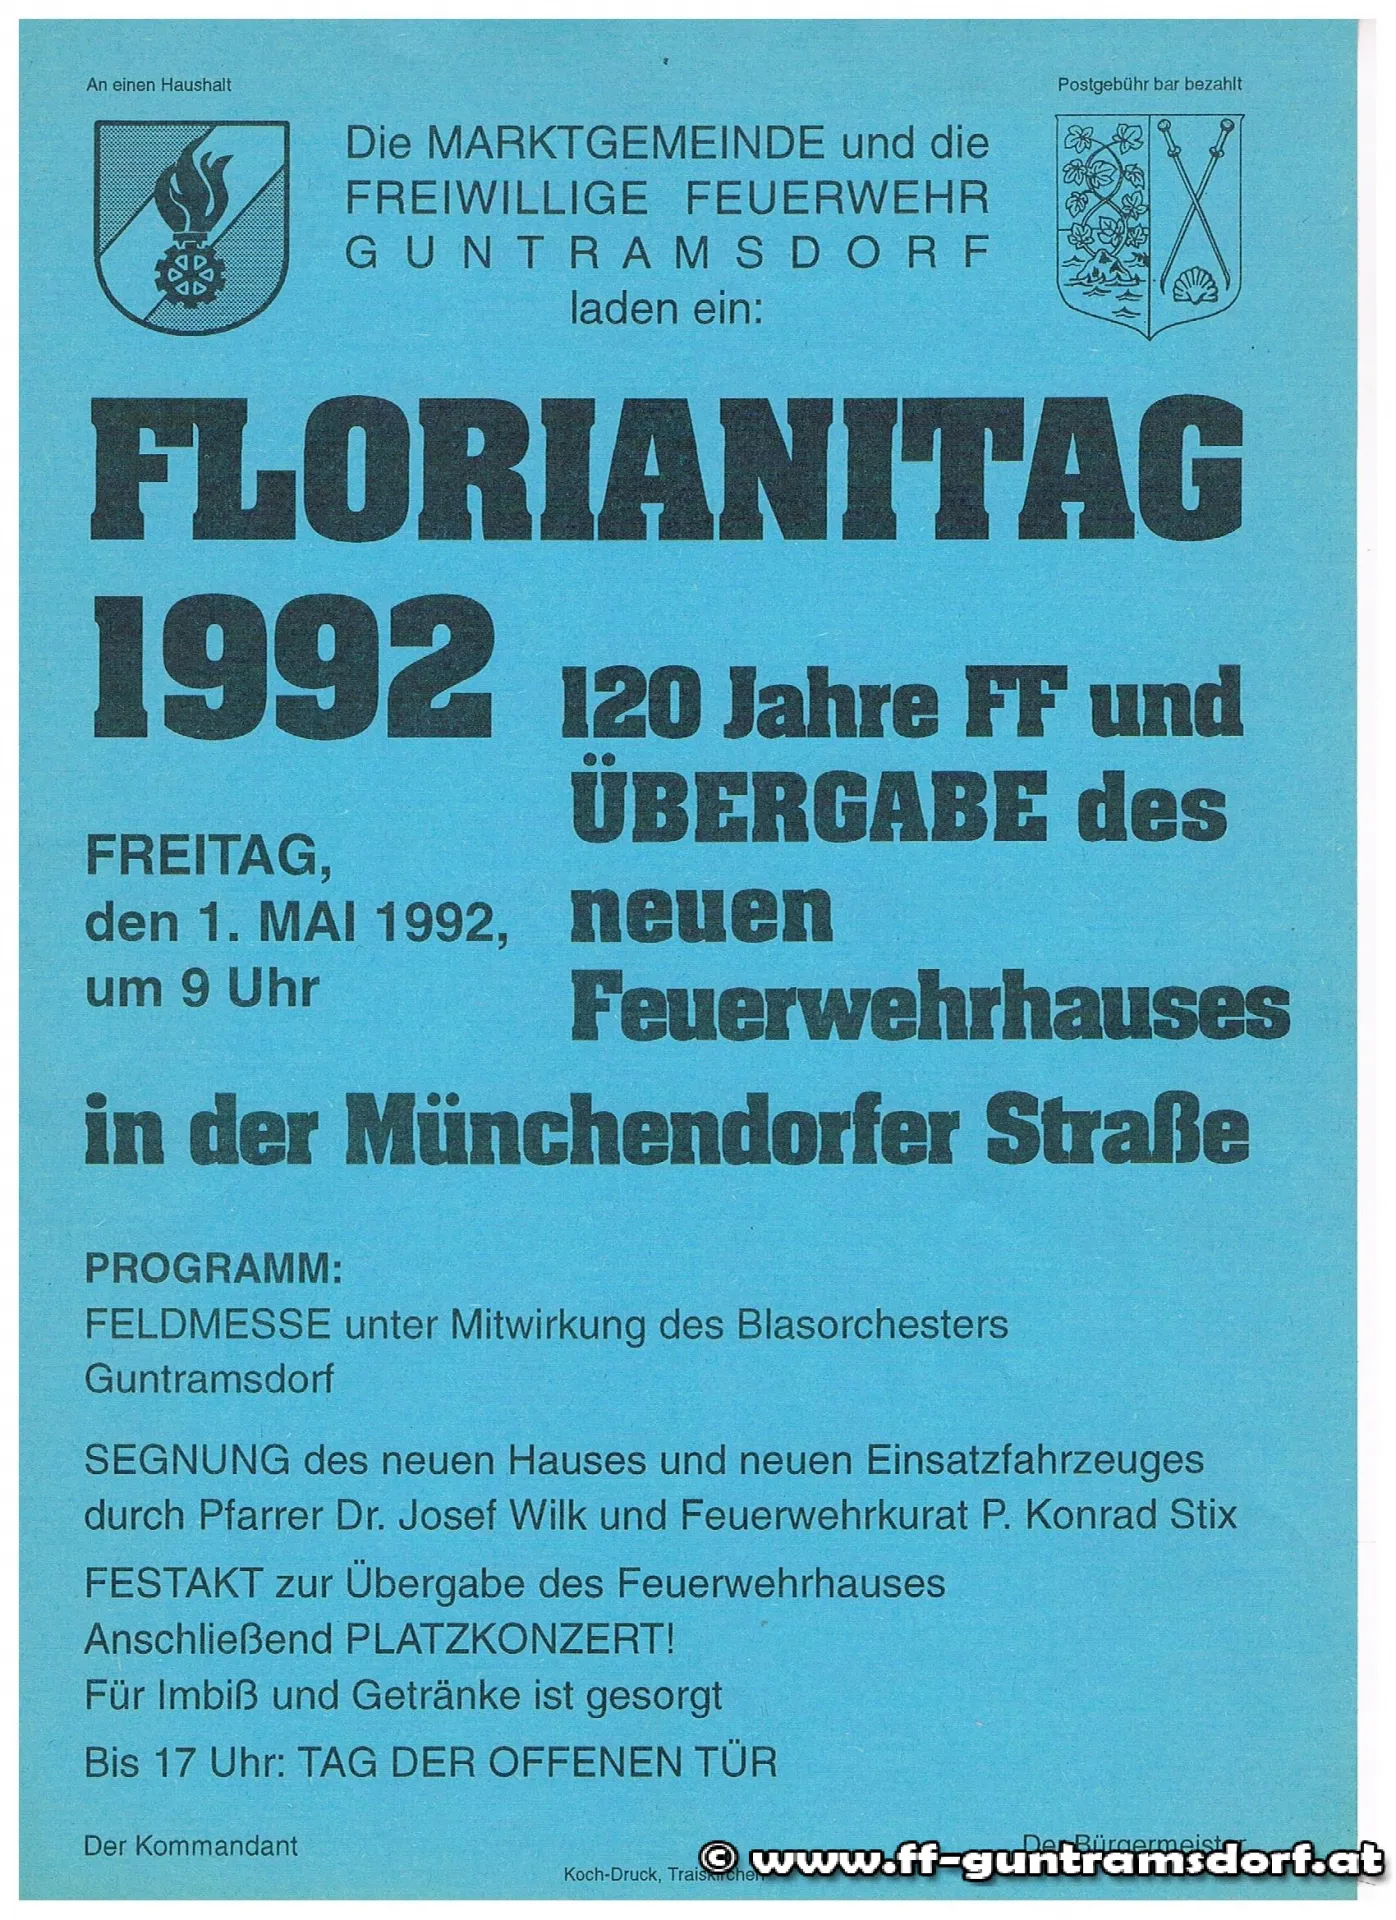 An einen Haushalt
Postgebühr bar bezahlt
Die MARKTGEMEINDE und die
FREIWILLIGE FEUERWEHR
GUNTRAMSDORF
laden ein:
FLORIANITAG
1992
120 Jahre FF und
ÜBERGABE des
neuen
Feuerwehrhauses
FREITAG,
den 1. MAI 1992,
um 9 Uhr
in der Münchendorfer Straße
PROGRAMM:
FELDMESSE unter Mitwirkung des Blasorchesters
Guntramsdorf
SEGNUNG des neuen Hauses und neuen Einsatzfahrzeuges
durch Pfarrer Dr. Josef Wilk und Feuerwehrkurat P. Konrad Stix
FESTAKT zur Übergabe des Feuerwehrhauses
Anschließend PLATZKONZERT!
Für Imbiß und Getränke ist gesorgt
Bis 17 Uhr: TAG DER OFFENEN TÜR
Der Kommandant
Der Bürgermeister
Koch-Druck, Traiskirchen
© www.ff-guntramsdorf.at